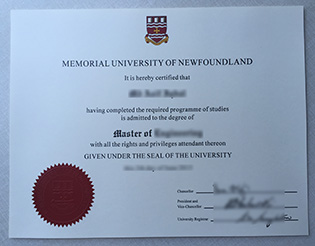 MEMORIAL UNIVERSITY OF NEWFOUNDLAND
It is hereby certified that
having completed the required programme of studies
is admitted to the degree of
Master of Engineering
with all the rights and privileges attendant thereon
GIVEN UNDER THE SEAL OF THE UNIVERSITY
Chancellor
President and
Vice-Chancellor
University Registrar